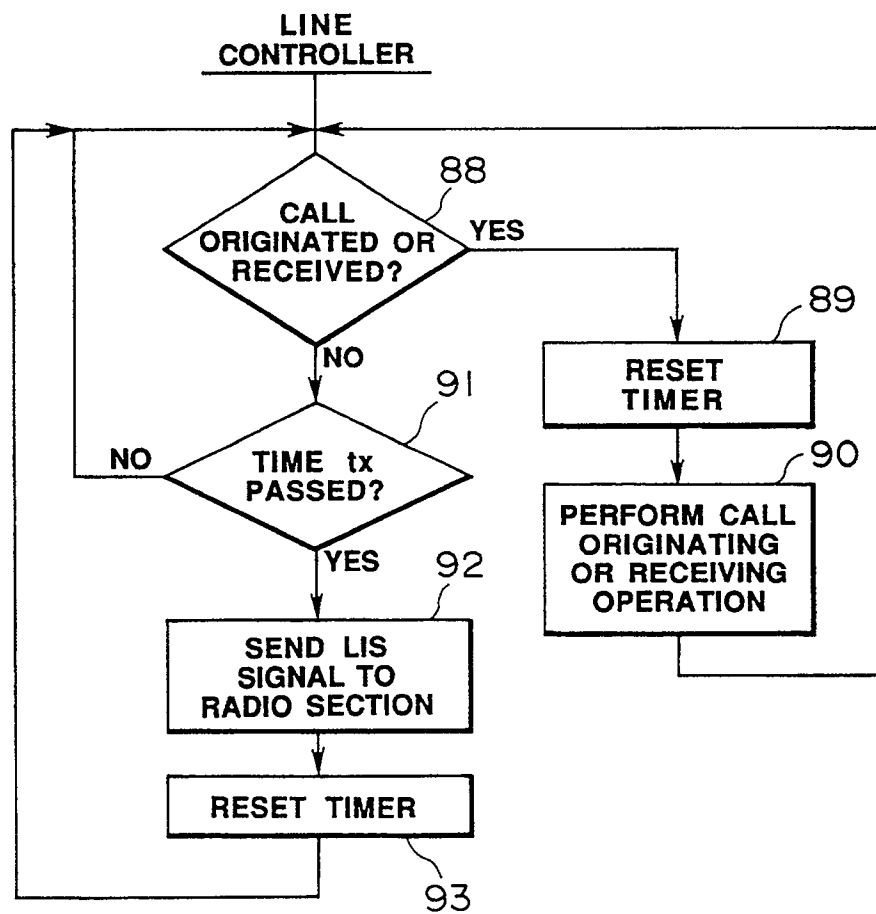 LINE
CONTROLLER
88
CALL
ORIGINATED OR
RECEIVED?
YES
NO
89
RESET
TIMER
91
TIME tx
PASSED?
NO
YES
90
PERFORM CALL
ORIGINATING
OR RECEIVING
OPERATION
92
SEND LIS
SIGNAL TO
RADIO SECTION
RESET TIMER
93